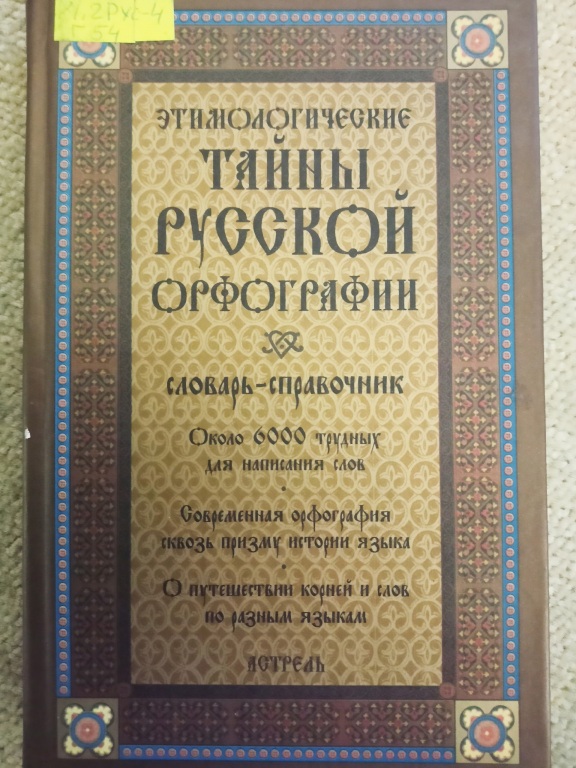 Г54
ЭТИМОЛОГИЧЕСКИЕ
ТАЙНЫ
РУССКОЙ
ОРФОГРАФИИ
СЛОВАРЬ-СПРАВОЧНИК
Около 6000 трудных
для написания слов
•
Современная орфография
сквозь призму истории языка
•
О путешествии корней и слов
по разным языкам
АСТРЕЛЬ